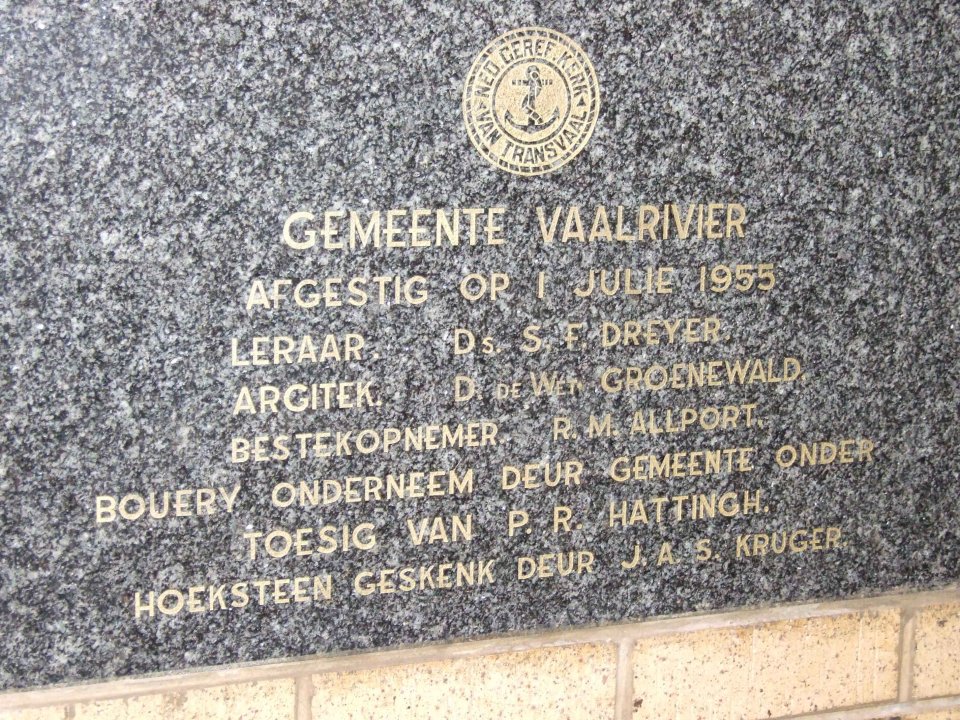 NED GEREF KERK
VAN TRANSVAAL
GEMEENTE VAALRIVIER
AFGESTIG OP 1 JULIE 1955
LERAAR. Ds. S. F. DREYER.
ARGITEK. D. DE WET GROENEWALD.
BESTEKOPNEMER. R. M. ALLPORT.
BOUERY ONDERNEEM DEUR GEMEENTE ONDER
TOESIG VAN P. R. HATTINGH.
HOEKSTEEN GESKENK DEUR J. A. S. KRUGER.